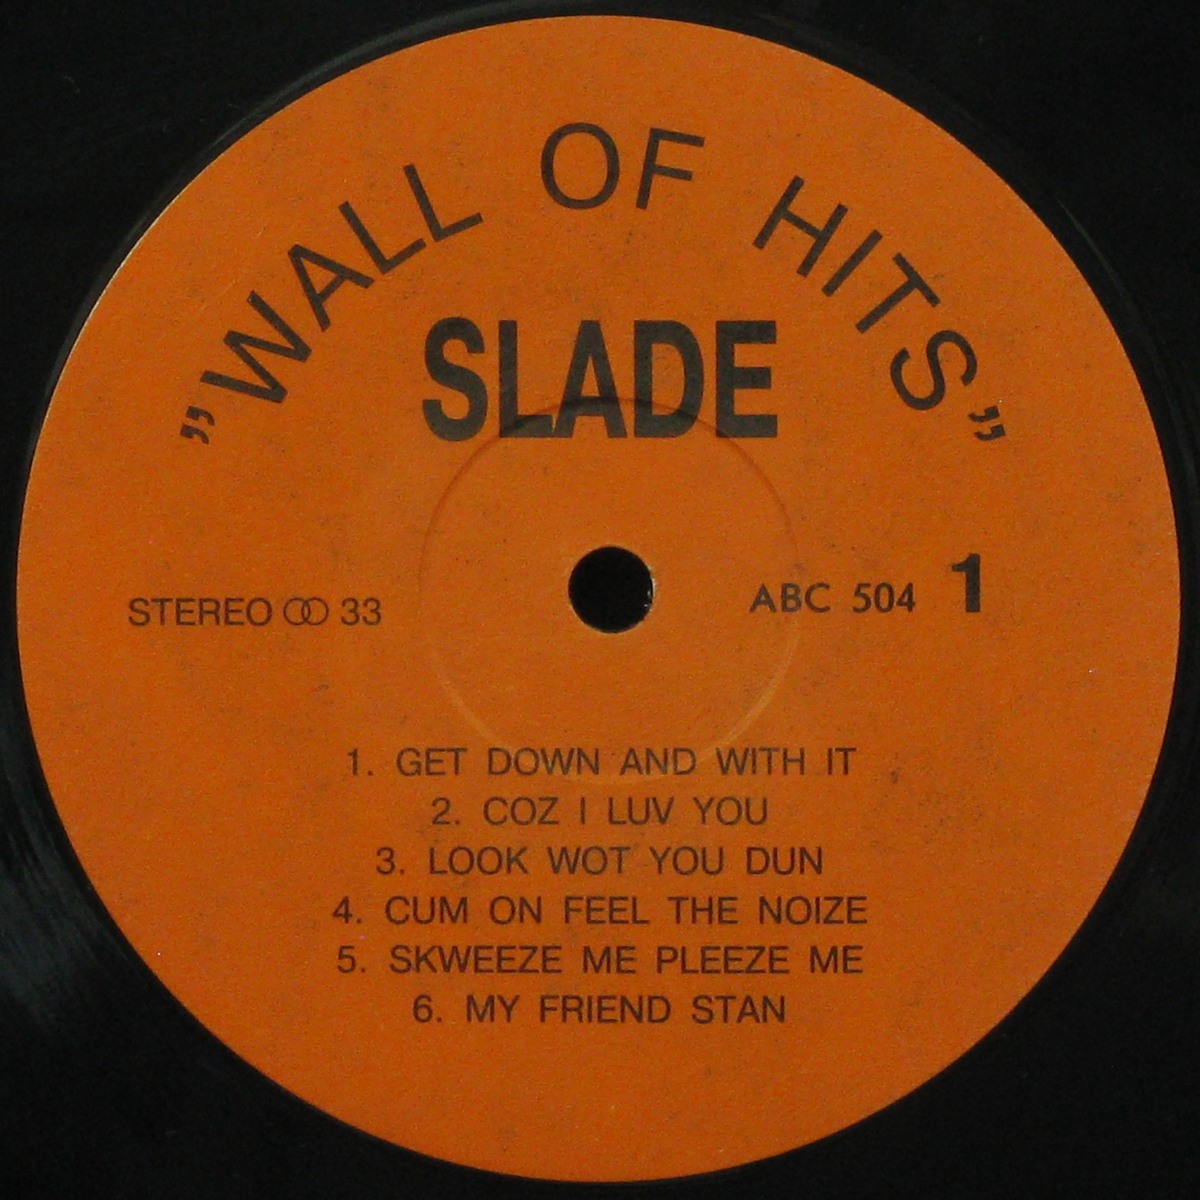 ”WALL OF HITS”
SLADE
STEREO ꝏ 33
ABC 504 1
1. GET DOWN AND WITH IT
2. COZ I LUV YOU
3. LOOK WOT YOU DUN
4. CUM ON FEEL THE NOIZE
5. SKWEEZE ME PLEEZE ME
6. MY FRIEND STAN